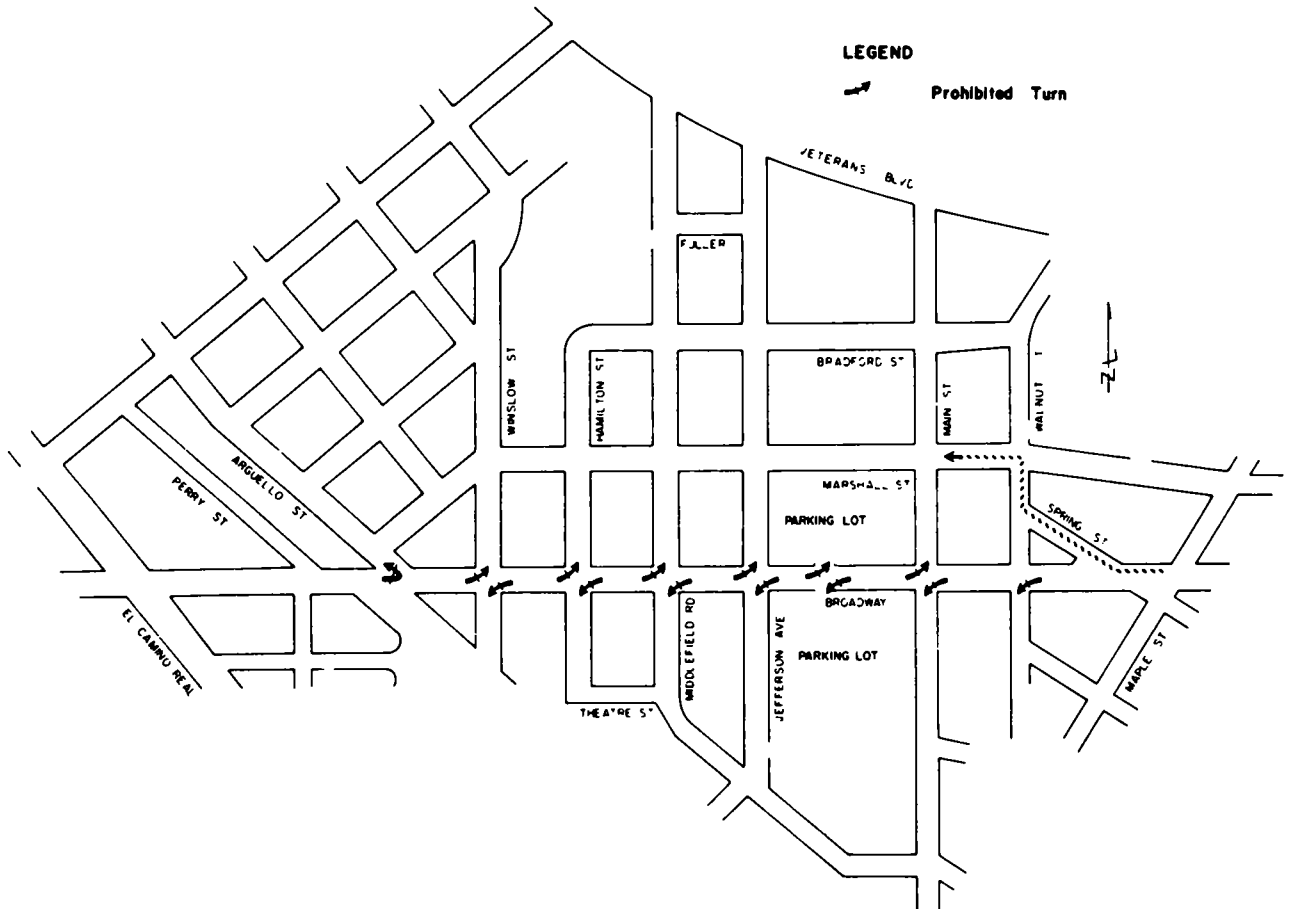 LEGEND
Prohibited Turn
VETERANS BLVD
FULLER
WINSLOW ST
HAMILTON ST
BRADFORD ST
MAIN ST
WALNUT T
N
ARGUELLO ST
PERRY ST
MARSHALL ST
PARKING LOT
SPRING ST
BROADWAY
EL CAMINO REAL
MIDDLEFIELD RD
JEFFERSON AVE
PARKING LOT
MAPLE ST
THEATRE ST